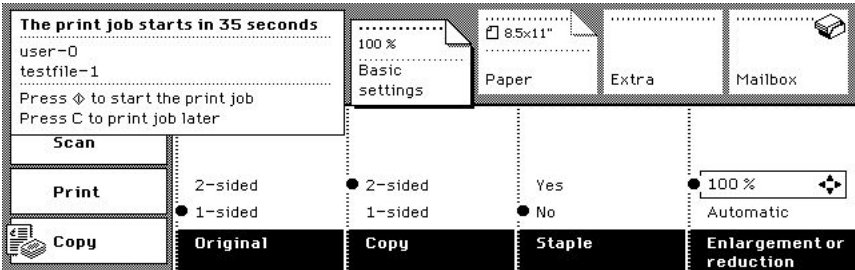 The print job starts in 35 seconds
user-0
testfile-1
Press ⎆ to start the print job
Press C to print job later
100 %
Basic
settings
8.5x11"
Paper
Extra
Mailbox
Scan
Print
Copy
2-sided
1-sided
Original
2-sided
1-sided
Copy
Yes
No
Staple
100 %
Automatic
Enlargement or
reduction